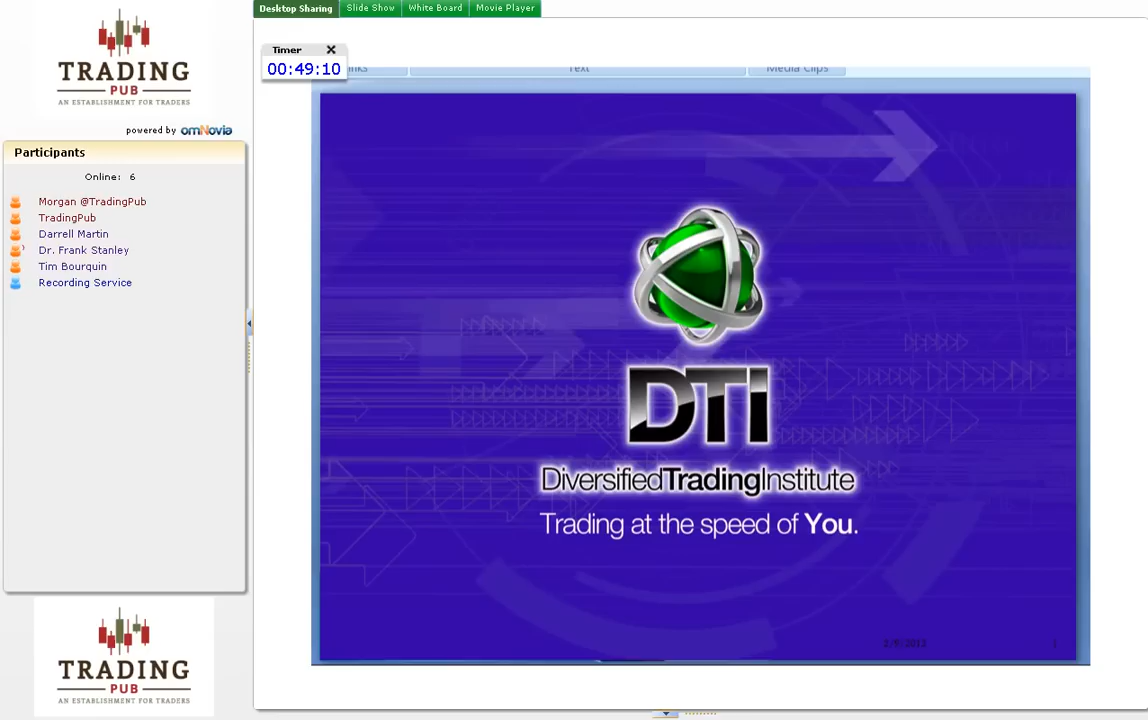 TRADING
PUB
AN ESTABLISHMENT FOR TRADERS
powered by omNovia
Participants
Online: 6
Morgan @TradingPub
TradingPub
Darrell Martin
Dr. Frank Stanley
Tim Bourquin
Recording Service
TRADING
PUB
AN ESTABLISHMENT FOR TRADERS
Desktop Sharing
Slide Show
White Board
Movie Player
Timer
00:49:10
Text
Media Clips
DTI
DiversifiedTradingInstitute
Trading at the speed of You.
1